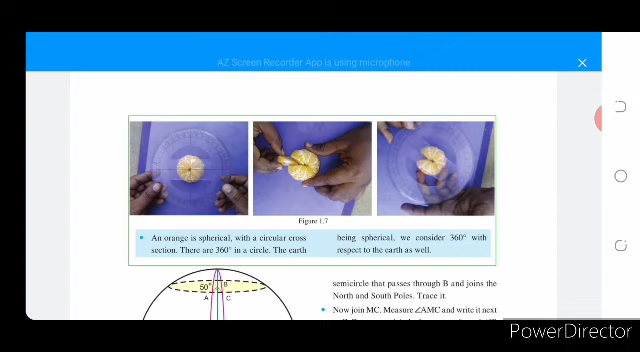 AZ Screen Recorder App is using microphone
Figure 1.7
An orange is spherical, with a circular cross
section. There are 360° in a circle. The earth
being spherical, we consider 360° with
respect to the earth as well.
50°
B
A
C
semicircle that passes through B and joins the
North and South Poles. Trace it.
Now join MC. Measure ∠AMC and write it next
PowerDirector